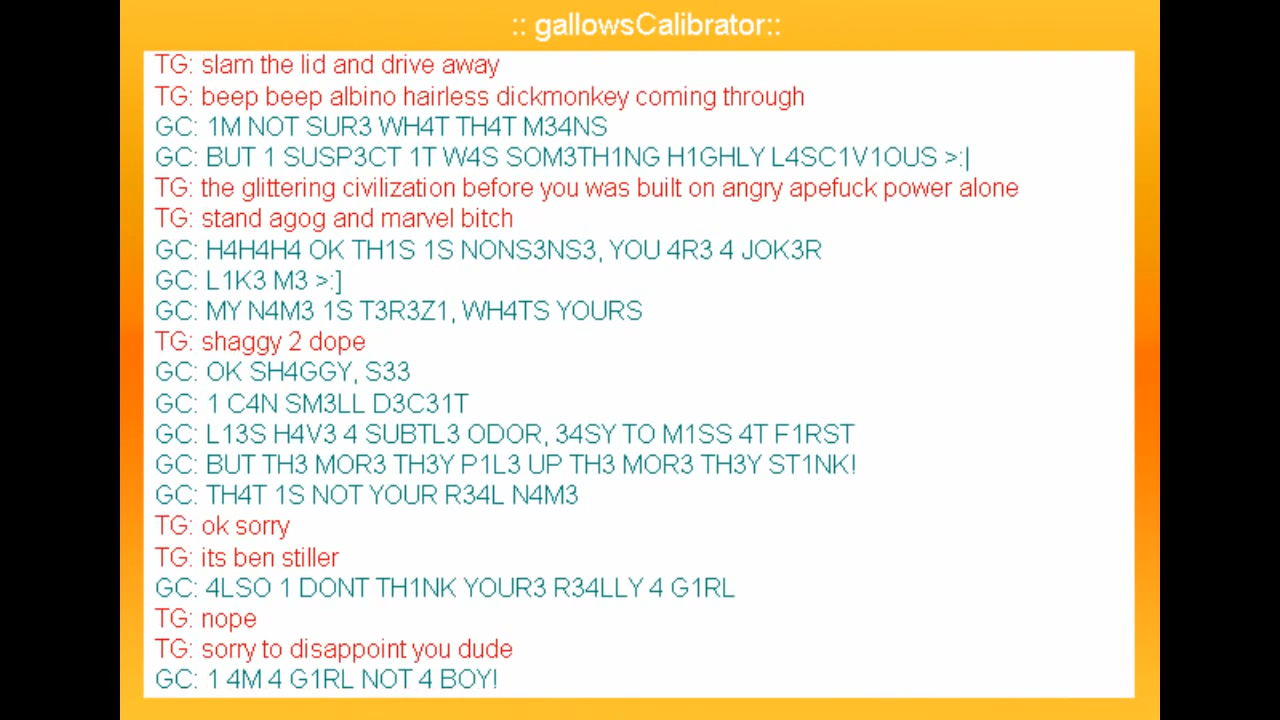 :: gallowsCalibrator::
TG: slam the lid and drive away
TG: beep beep albino hairless dickmonkey coming through
GC: 1M NOT SUR3 WH4T TH4T M34NS
GC: BUT 1 SUSP3CT 1T W4S SOM3TH1NG H1GHLY L4SC1V1OUS >:|
TG: the glittering civilization before you was built on angry apefuck power alone
TG: stand agog and marvel bitch
GC: H4H4H4 OK TH1S 1S NONS3NS3, YOU 4R3 4 JOK3R
GC: L1K3 M3 >:]
GC: MY N4M3 1S T3R3Z1, WH4TS YOURS
TG: shaggy 2 dope
GC: OK SH4GGY, S33
GC: 1 C4N SM3LL D3C31T
GC: L13S H4V3 4 SUBTL3 ODOR, 34SY TO M1SS 4T F1RST
GC: BUT TH3 MOR3 TH3Y P1L3 UP TH3 MOR3 TH3Y ST1NK!
GC: TH4T 1S NOT YOUR R34L N4M3
TG: ok sorry
TG: its ben stiller
GC: 4LSO 1 DONT TH1NK YOUR3 R34LLY 4 G1RL
TG: nope
TG: sorry to disappoint you dude
GC: 1 4M 4 G1RL NOT 4 BOY!